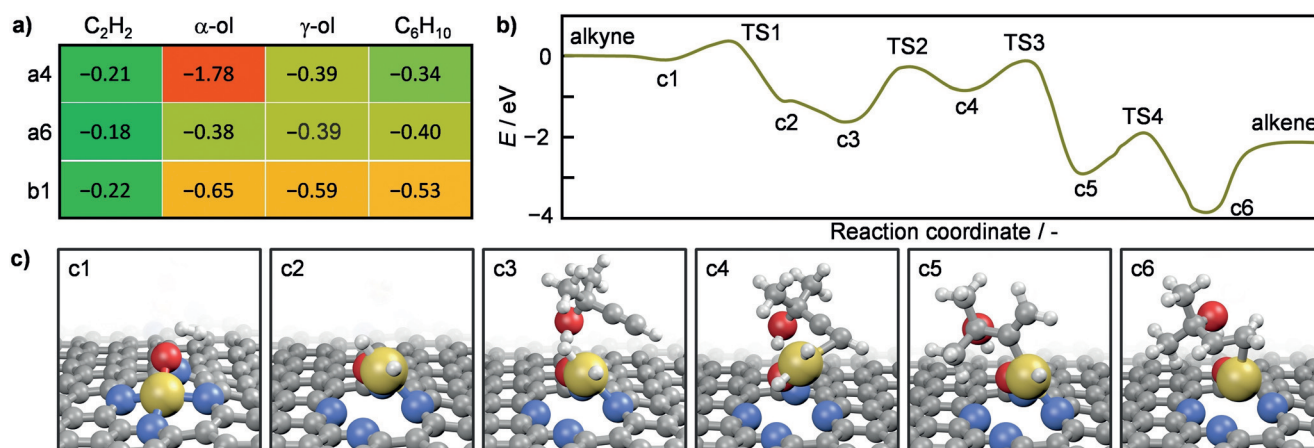 a)
C₂H₂ α-ol γ-ol C₆H₁₀
a4 −0.21 −1.78 −0.39 −0.34
a6 −0.18 −0.38 −0.39 −0.40
b1 −0.22 −0.65 −0.59 −0.53
b)
E / eV
0
−2
−4
alkyne
c1
TS1
c2
c3
TS2
c4
TS3
c5
TS4
c6
alkene
Reaction coordinate / -
c)
c1 c2 c3 c4 c5 c6